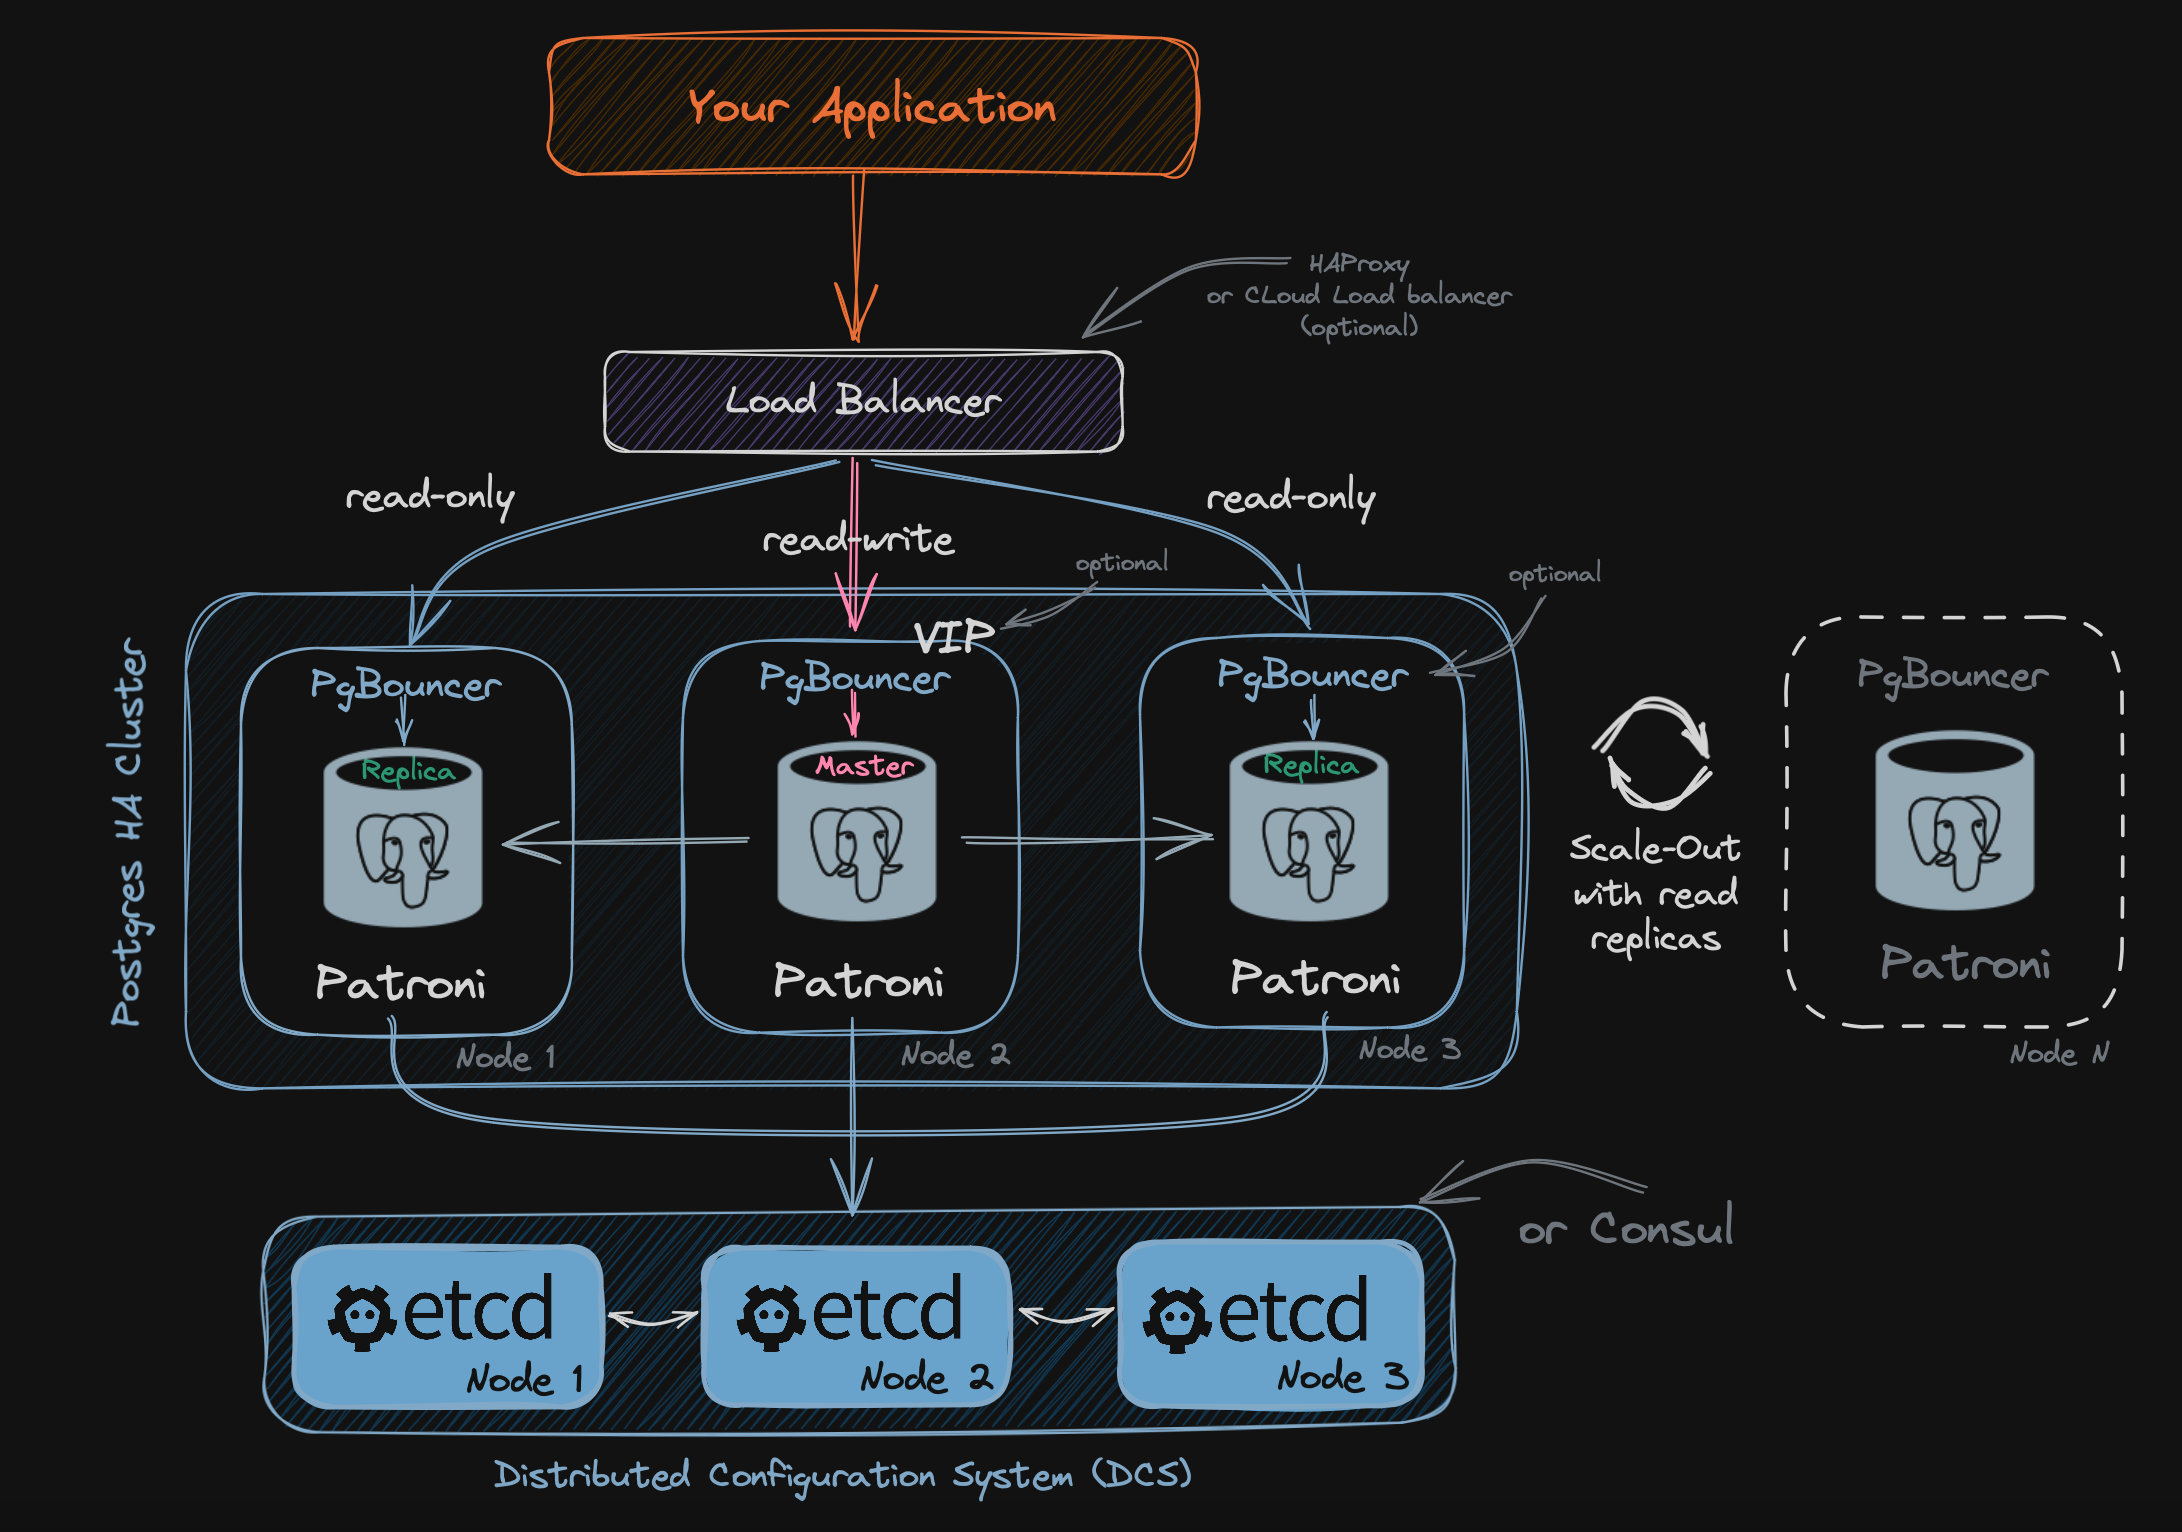 Your Application
HAProxy
or CLoud Load balancer
(optional)
Load Balancer
read-only
read-write
read-only
optional
optional
VIP
Postgres HA Cluster
PgBouncer
Replica
Patroni
Node 1
PgBouncer
Master
Patroni
Node 2
PgBouncer
Replica
Patroni
Node 3
Scale-Out
with read
replicas
PgBouncer
Patroni
Node N
or Consul
etcd
Node 1
etcd
Node 2
etcd
Node 3
Distributed Configuration System (DCS)